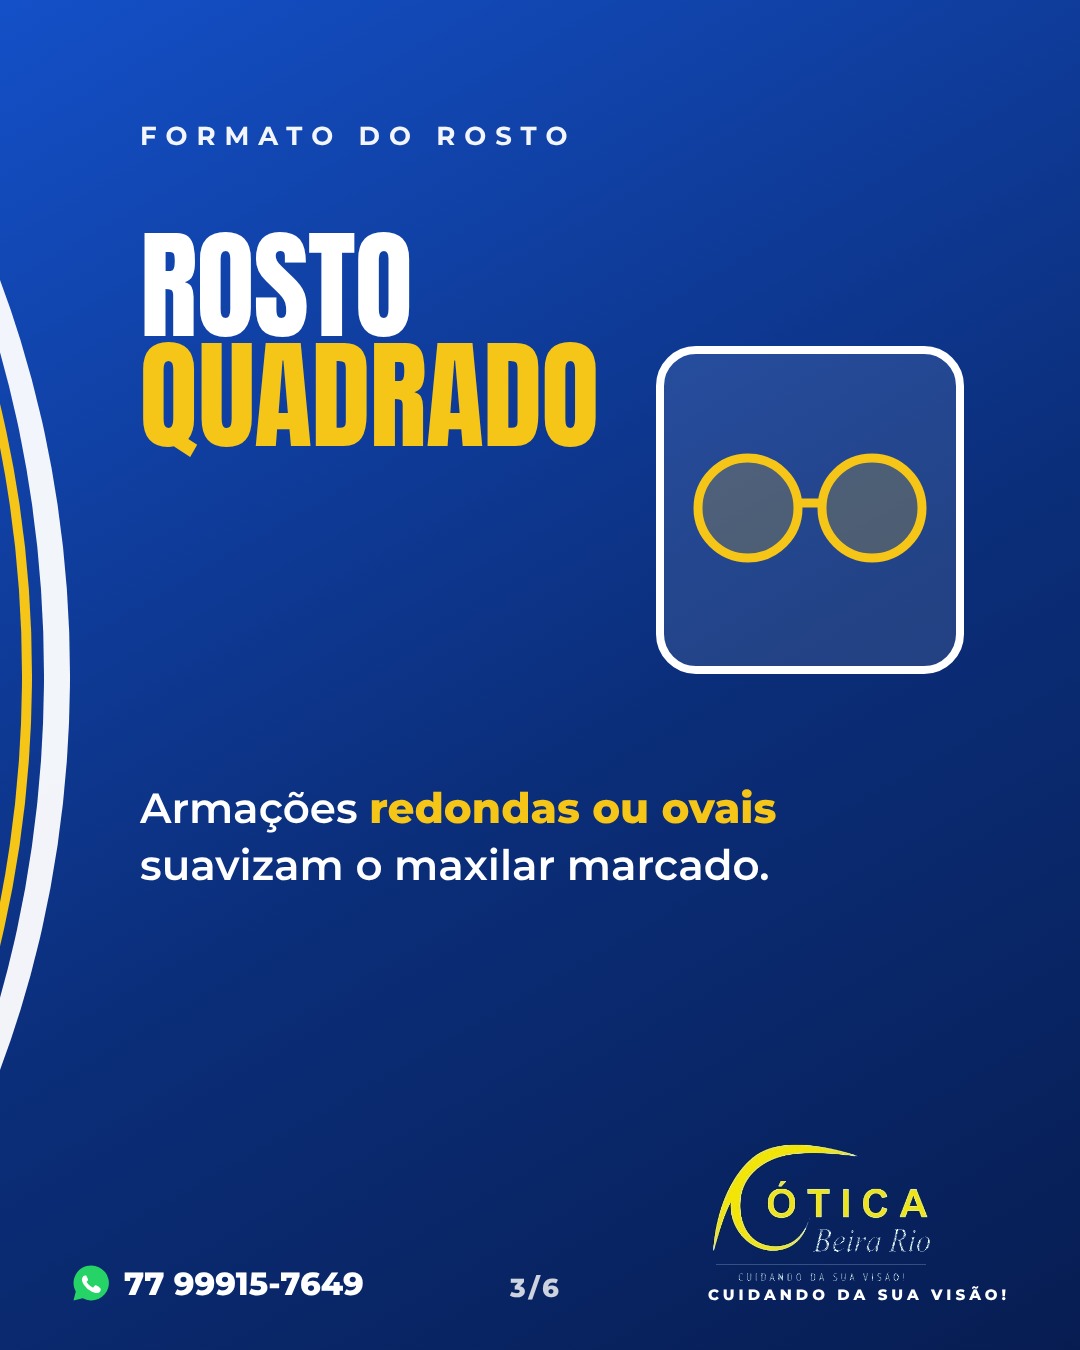 FORMATO DO ROSTO
ROSTO
QUADRADO
Armações redondas ou ovais
suavizam o maxilar marcado.
ÓTICA
Beira Rio
CUIDANDO DA SUA VISÃO!
CUIDANDO DA SUA VISÃO!
77 99915-7649
3/6